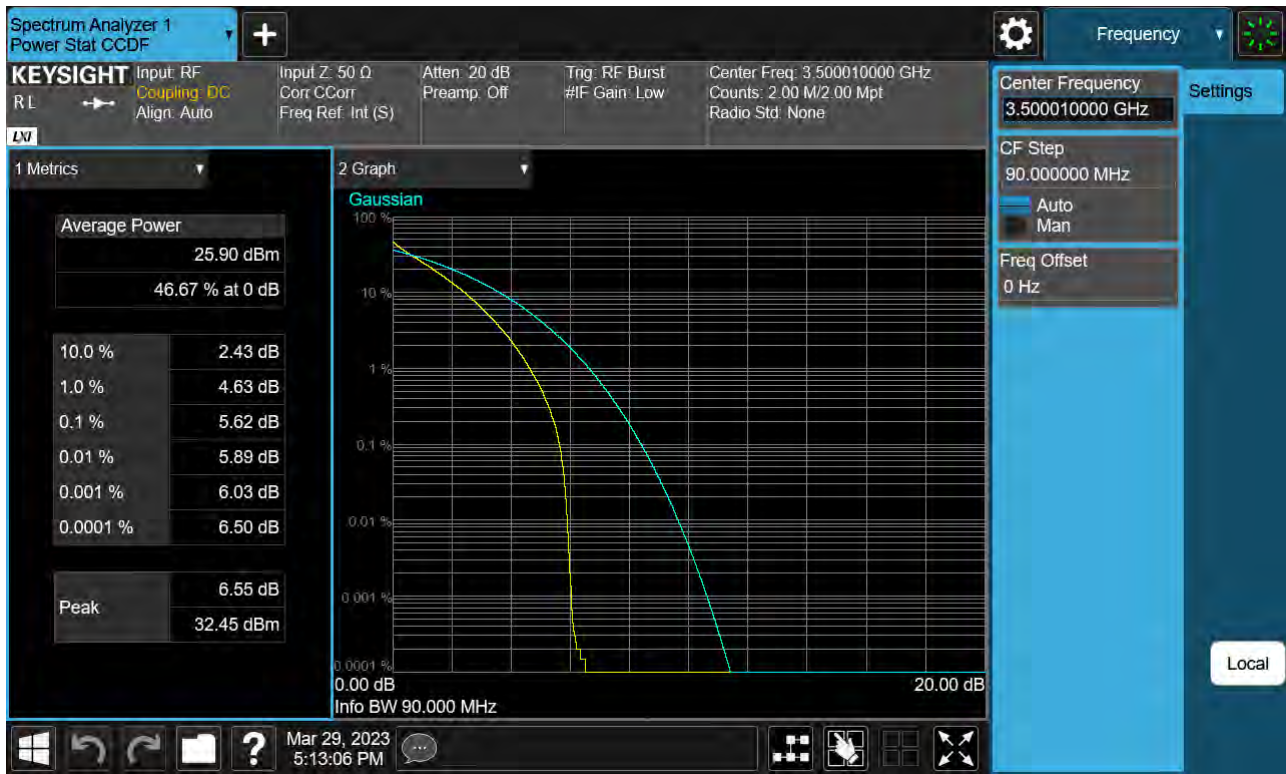 Spectrum Analyzer 1
Power Stat CCDF
Frequency
KEYSIGHT
R L
LXI
Input: RF
Coupling: DC
Align: Auto
Input Z: 50 Ω
Corr CCorr
Freq Ref: Int (S)
Atten: 20 dB
Preamp: Off
Trig: RF Burst
#IF Gain: Low
Center Freq: 3.500010000 GHz
Counts: 2.00 M/2.00 Mpt
Radio Std: None
Center Frequency
3.500010000 GHz
Settings
CF Step
90.000000 MHz
Auto
Man
Freq Offset
0 Hz
Local
1 Metrics
Average Power
25.90 dBm
46.67 % at 0 dB
10.0 % 2.43 dB
1.0 % 4.63 dB
0.1 % 5.62 dB
0.01 % 5.89 dB
0.001 % 6.03 dB
0.0001 % 6.50 dB
Peak 6.55 dB
32.45 dBm
2 Graph
Gaussian
100 %
10 %
1 %
0.1 %
0.01 %
0.001 %
0.0001 %
0.00 dB 20.00 dB
Info BW 90.000 MHz
?
Mar 29, 2023
5:13:06 PM